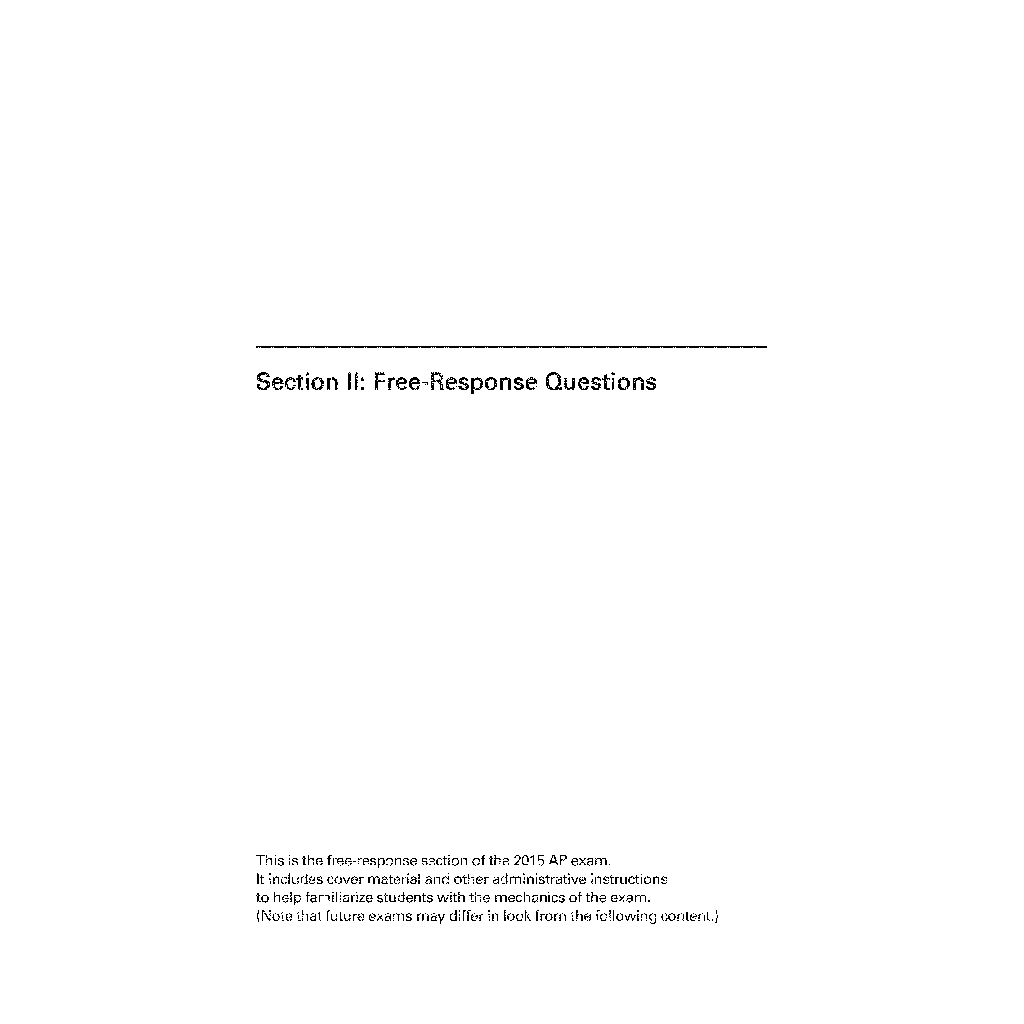 Section II: Free-Response Questions
This is the free-response section of the 2015 AP exam.
It includes cover material and other administrative instructions
to help familiarize students with the mechanics of the exam.
(Note that future exams may differ in look from the following content.)